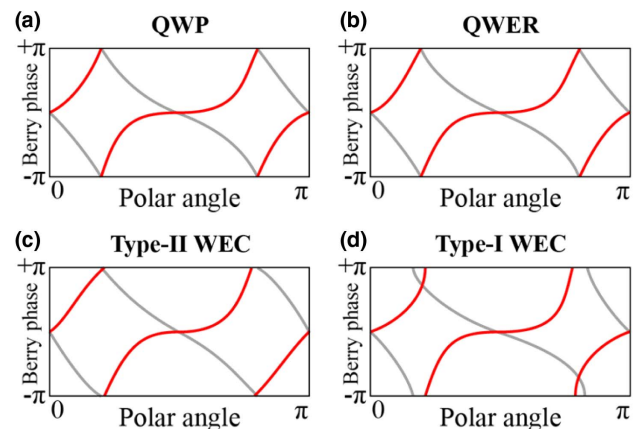 (a) QWP
+π
Berry phase
-π
0 Polar angle π
(b) QWER
+π
Berry phase
-π
0 Polar angle π
(c) Type-II WEC
+π
Berry phase
-π
0 Polar angle π
(d) Type-I WEC
+π
Berry phase
-π
0 Polar angle π